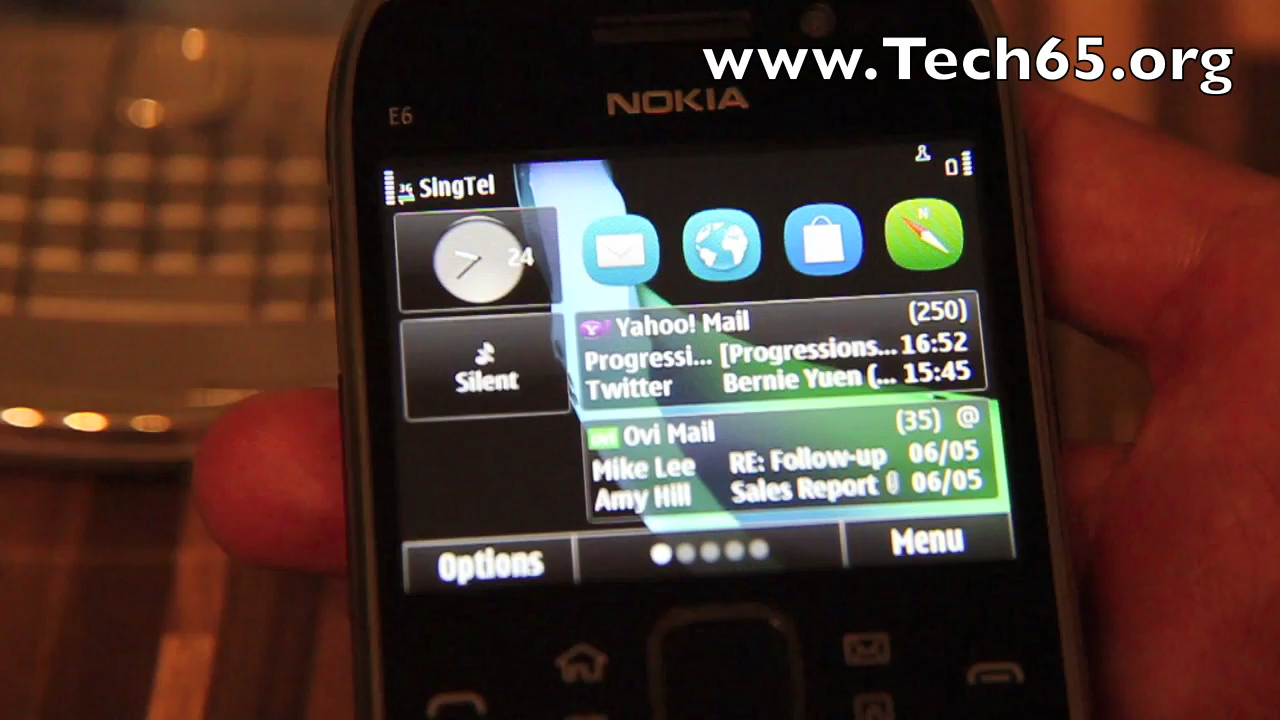 www.Tech65.org
NOKIA
E6
3G SingTel
24
N
Silent
Yahoo! Mail (250)
Progressi... [Progressions... 16:52
Twitter Bernie Yuen (... 15:45
ovi Ovi Mail (35) @
Mike Lee RE: Follow-up 06/05
Amy Hill Sales Report 06/05
Options Menu